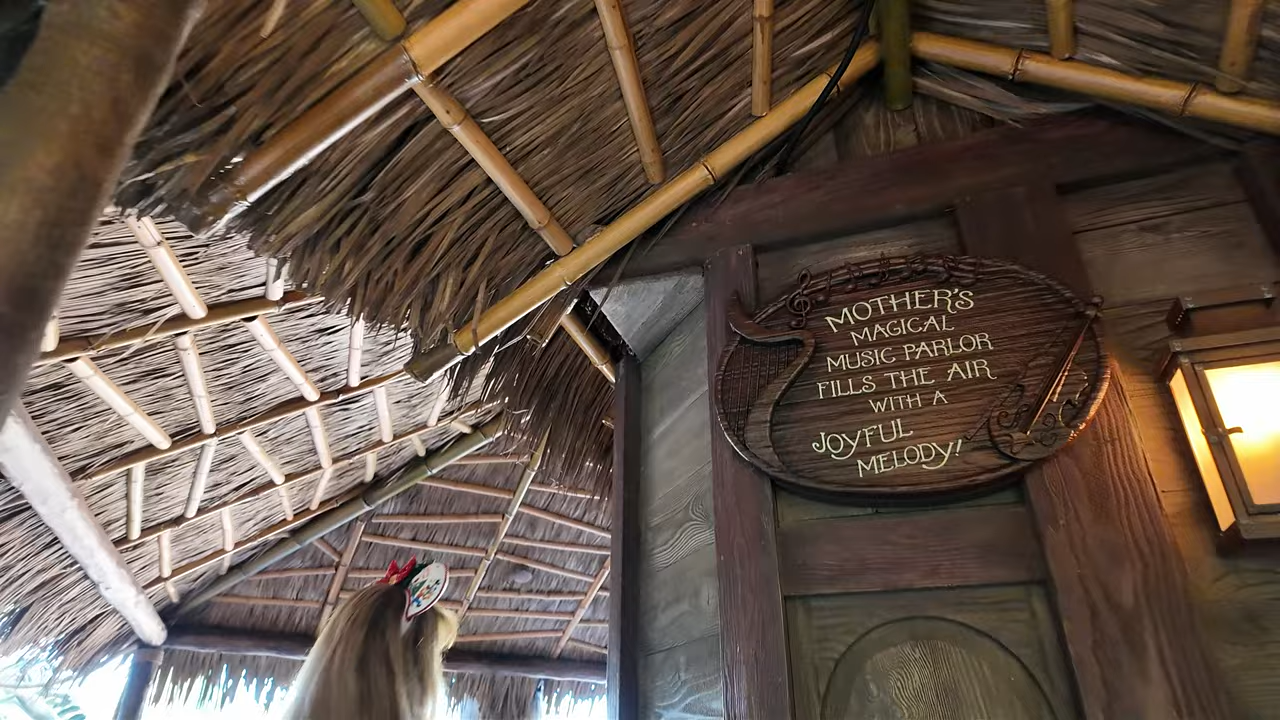 MOTHER'S
MAGICAL
MUSIC PARLOR
FILLS THE AIR
WITH A
JOYFUL
MELODY!